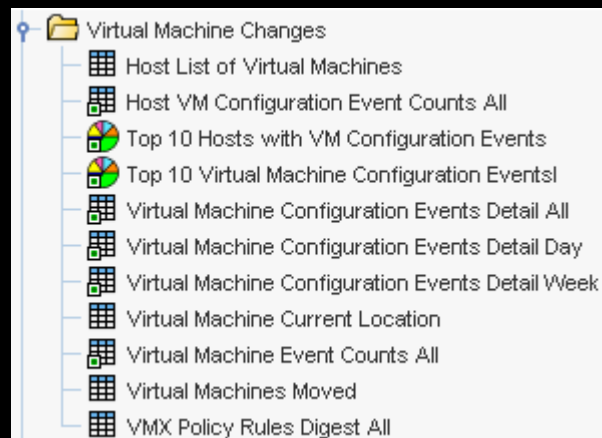 Virtual Machine Changes
Host List of Virtual Machines
Host VM Configuration Event Counts All
Top 10 Hosts with VM Configuration Events
Top 10 Virtual Machine Configuration Eventsl
Virtual Machine Configuration Events Detail All
Virtual Machine Configuration Events Detail Day
Virtual Machine Configuration Events Detail Week
Virtual Machine Current Location
Virtual Machine Event Counts All
Virtual Machines Moved
VMX Policy Rules Digest All